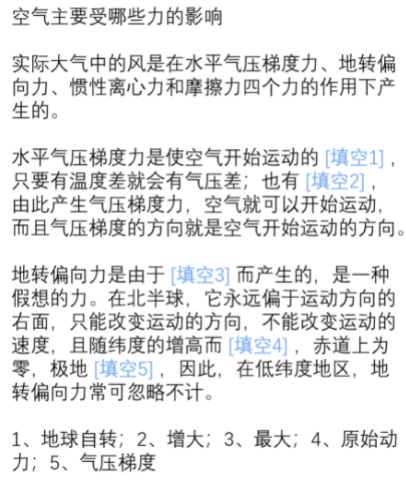 空气主要受哪些力的影响
实际大气中的风是在水平气压梯度力、地转偏
向力、惯性离心力和摩擦力四个力的作用下产
生的。
水平气压梯度力是使空气开始运动的 [填空1] ，
只要有温度差就会有气压差；也有 [填空2] ，
由此产生气压梯度力，空气就可以开始运动，
而且气压梯度的方向就是空气开始运动的方向。
地转偏向力是由于 [填空3] 而产生的，是一种
假想的力。在北半球，它永远偏于运动方向的
右面，只能改变运动的方向，不能改变运动的
速度，且随纬度的增高而 [填空4] ，赤道上为
零，极地 [填空5] ，因此，在低纬度地区，地
转偏向力常可忽略不计。
1、地球自转；2、增大；3、最大；4、原始动
力；5、气压梯度